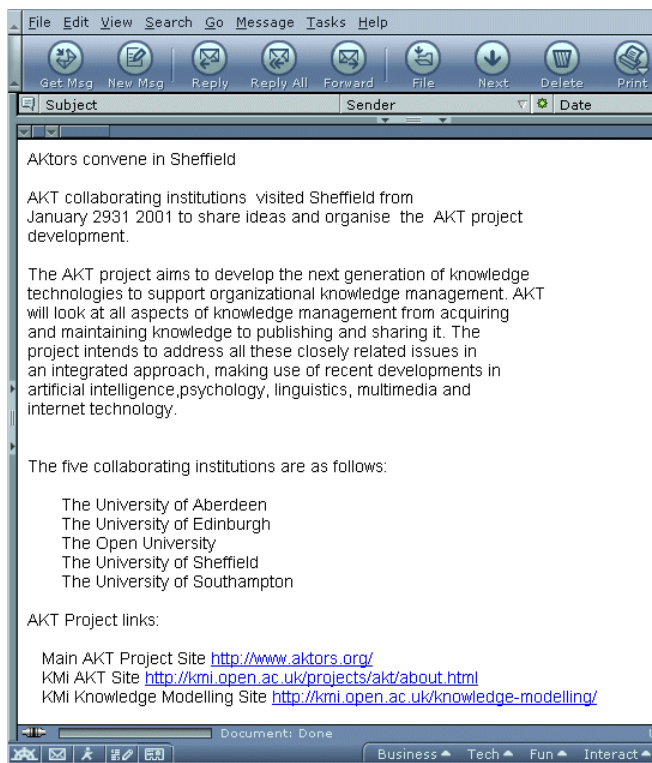 File Edit View Search Go Message Tasks Help
Get Msg New Msg Reply Reply All Forward File Next Delete Print
Subject Sender Date
AKtors convene in Sheffield
AKT collaborating institutions visited Sheffield from
January 2931 2001 to share ideas and organise the AKT project
development.
The AKT project aims to develop the next generation of knowledge
technologies to support organizational knowledge management. AKT
will look at all aspects of knowledge management from acquiring
and maintaining knowledge to publishing and sharing it. The
project intends to address all these closely related issues in
an integrated approach, making use of recent developments in
artificial intelligence,psychology, linguistics, multimedia and
internet technology.
The five collaborating institutions are as follows:
The University of Aberdeen
The University of Edinburgh
The Open University
The University of Sheffield
The University of Southampton
AKT Project links:
Main AKT Project Site http://www.aktors.org/
KMi AKT Site http://kmi.open.ac.uk/projects/akt/about.html
KMi Knowledge Modelling Site http://kmi.open.ac.uk/knowledge-modelling/
Document: Done
Business Tech Fun Interact